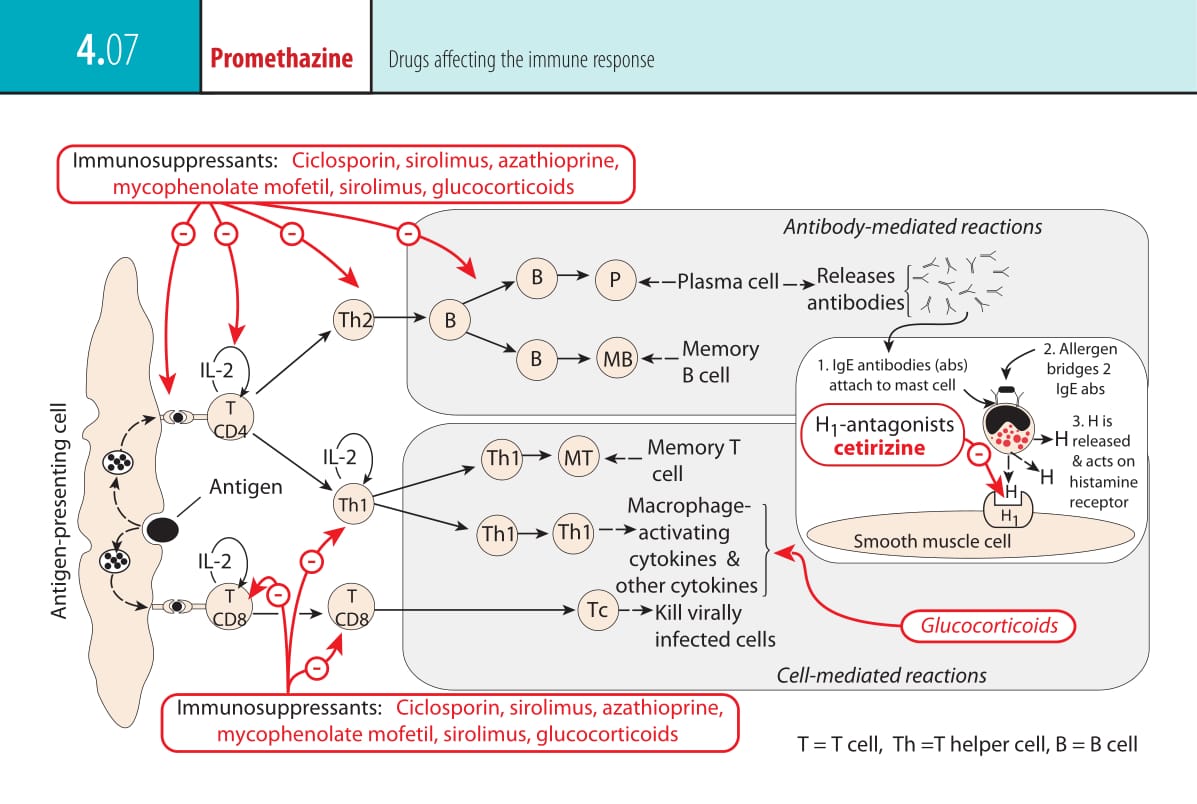 4.07
Promethazine
Drugs affecting the immune response
Immunosuppressants: Ciclosporin, sirolimus, azathioprine,
mycophenolate mofetil, sirolimus, glucocorticoids
-
-
-
-
Antibody-mediated reactions
B
P
Plasma cell
Releases
antibodies
Th2
B
B
MB
Memory
B cell
IL-2
T
CD4
1. IgE antibodies (abs)
attach to mast cell
2. Allergen
bridges 2
IgE abs
H1-antagonists
cetirizine
-
3. H is
released
& acts on
histamine
receptor
H
H
H
H1
Smooth muscle cell
Antigen-presenting cell
Antigen
IL-2
Th1
Th1
MT
Memory T
cell
Th1
Th1
Macrophage-
activating
cytokines &
other cytokines
IL-2
T
CD8
-
-
-
T
CD8
Tc
Kill virally
infected cells
Glucocorticoids
Cell-mediated reactions
Immunosuppressants: Ciclosporin, sirolimus, azathioprine,
mycophenolate mofetil, sirolimus, glucocorticoids
T = T cell, Th =T helper cell, B = B cell